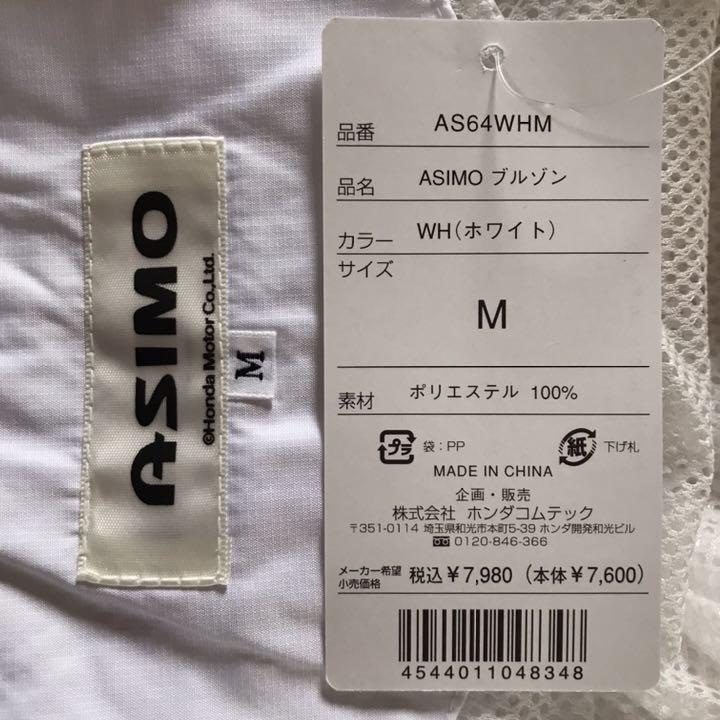 ASIMO
©Honda Motor Co.,Ltd.
M
品番 AS64WHM
品名 ASIMO ブルゾン
カラー WH(ホワイト)
サイズ
M
素材 ポリエステル 100%
プラ 袋:PP 紙 下げ札
MADE IN CHINA
企画・販売
株式会社 ホンダコムテック
〒351-0114 埼玉県和光市本町5-39 ホンダ開発和光ビル
0120-846-366
メーカー希望
小売価格 税込¥7,980(本体¥7,600)
4544011048348